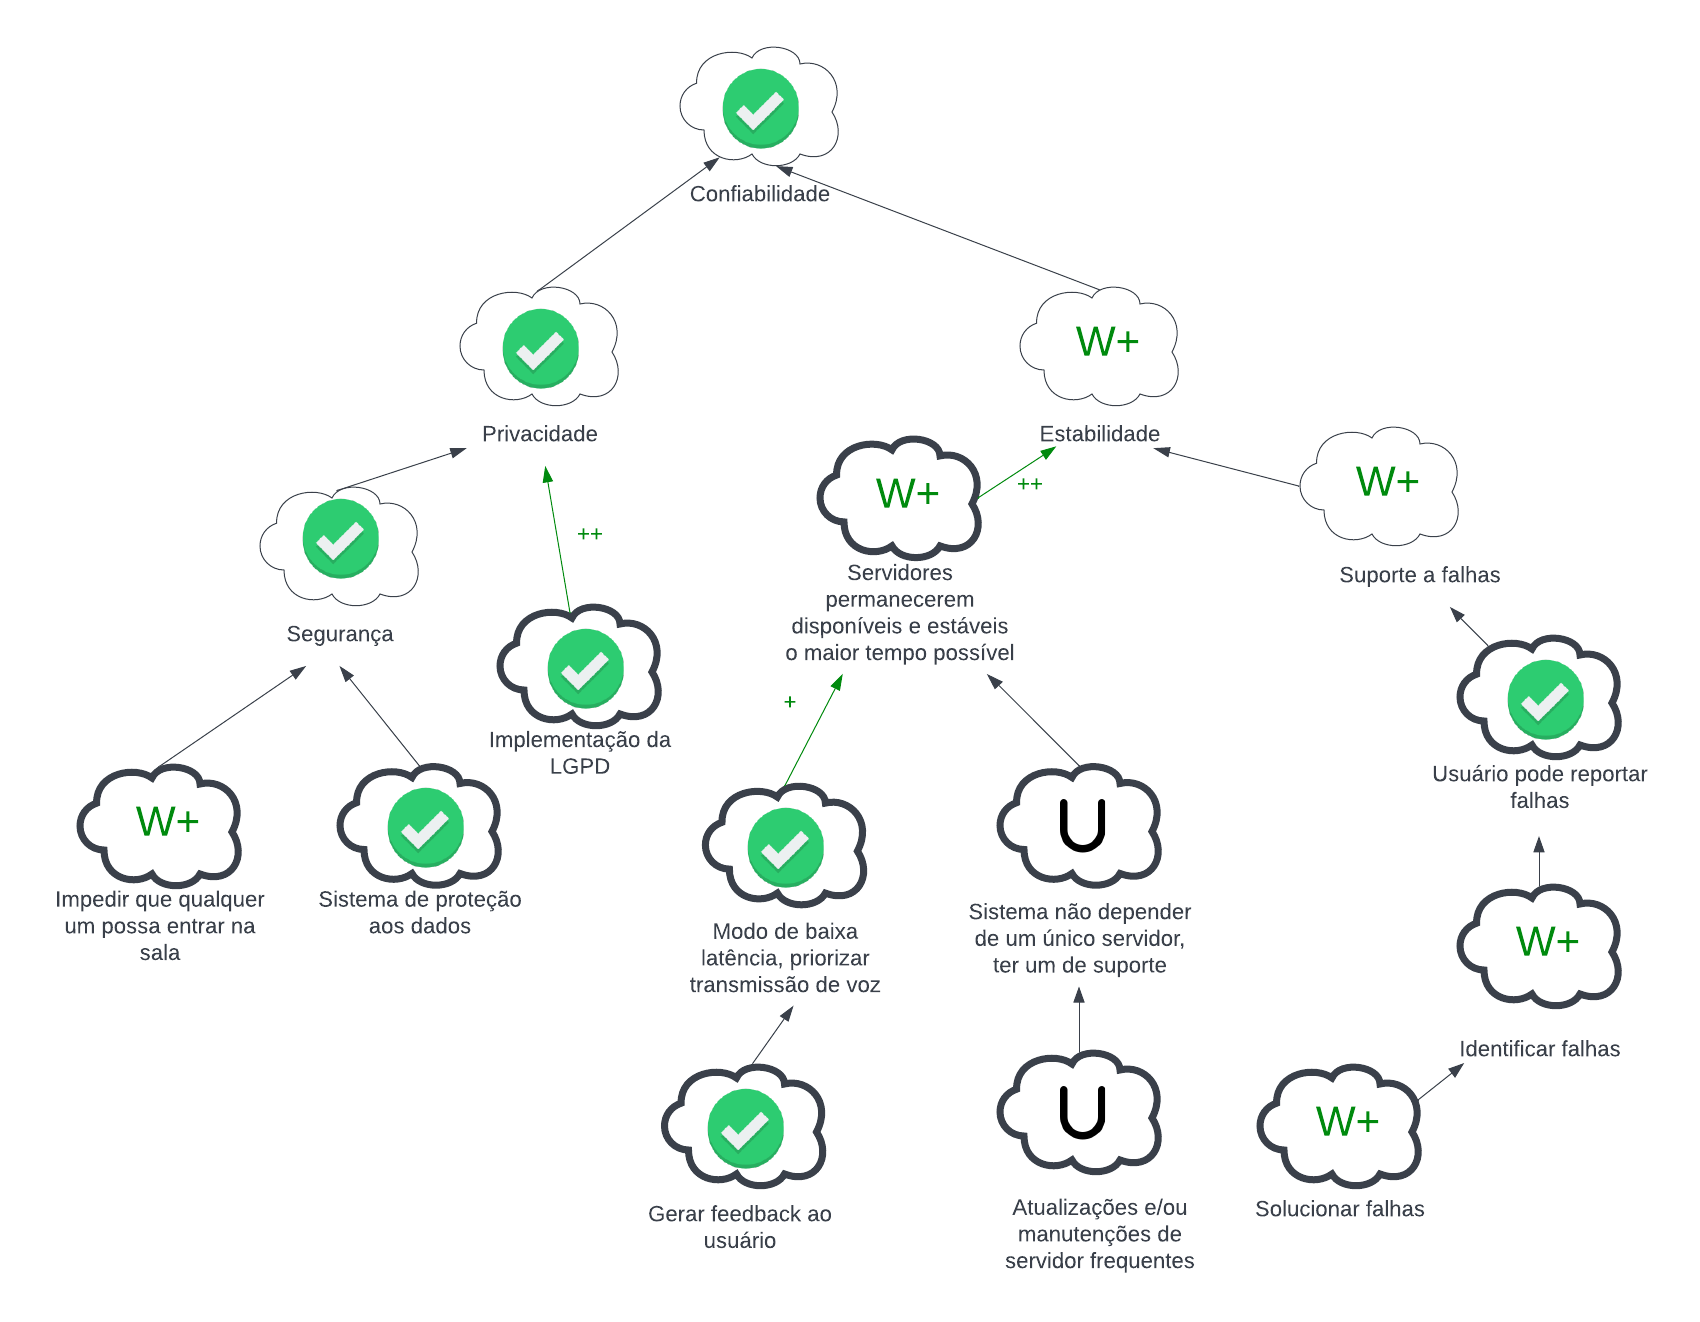 Confiabilidade
Privacidade
W+
Estabilidade
Segurança
++
Implementação da
LGPD
W+
Impedir que qualquer
um possa entrar na
sala
Sistema de proteção
aos dados
W+
++
Servidores
permanecerem
disponíveis e estáveis
o maior tempo possível
+
Modo de baixa
latência, priorizar
transmissão de voz
Gerar feedback ao
usuário
U
Sistema não depender
de um único servidor,
ter um de suporte
U
Atualizações e/ou
manutenções de
servidor frequentes
W+
Suporte a falhas
Usuário pode reportar
falhas
W+
Identificar falhas
W+
Solucionar falhas